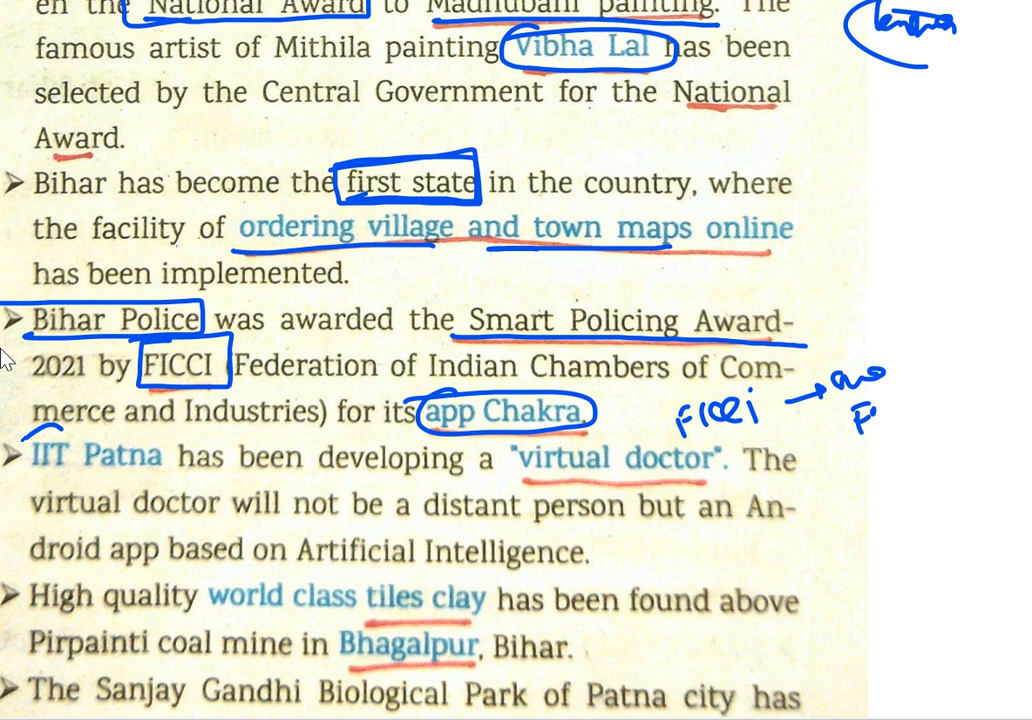 en the National Award to Madhubani painting. The
famous artist of Mithila painting Vibha Lal has been
selected by the Central Government for the National
Award.
➤ Bihar has become the first state in the country, where
the facility of ordering village and town maps online
has been implemented.
➤ Bihar Police was awarded the Smart Policing Award-
2021 by FICCI (Federation of Indian Chambers of Com-
merce and Industries) for its app Chakra.
FICCI →
➤ IIT Patna has been developing a "virtual doctor". The
virtual doctor will not be a distant person but an An-
droid app based on Artificial Intelligence.
➤ High quality world class tiles clay has been found above
Pirpainti coal mine in Bhagalpur, Bihar.
➤ The Sanjay Gandhi Biological Park of Patna city has